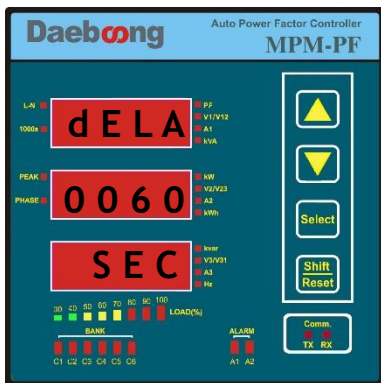 Daeboong
Auto Power Factor Controller
MPM-PF
L-N
1000x
dELA
PF
V1/V12
A1
kVA
PEAK
PHASE
0060
kW
V2/V23
A2
kWh
SEC
kvar
V3/V31
A3
Hz
30 40 50 60 70 80 90 100
LOAD(%)
BANK
C1 C2 C3 C4 C5 C6
ALARM
A1 A2
Select
Shift
Reset
Comm.
TX RX